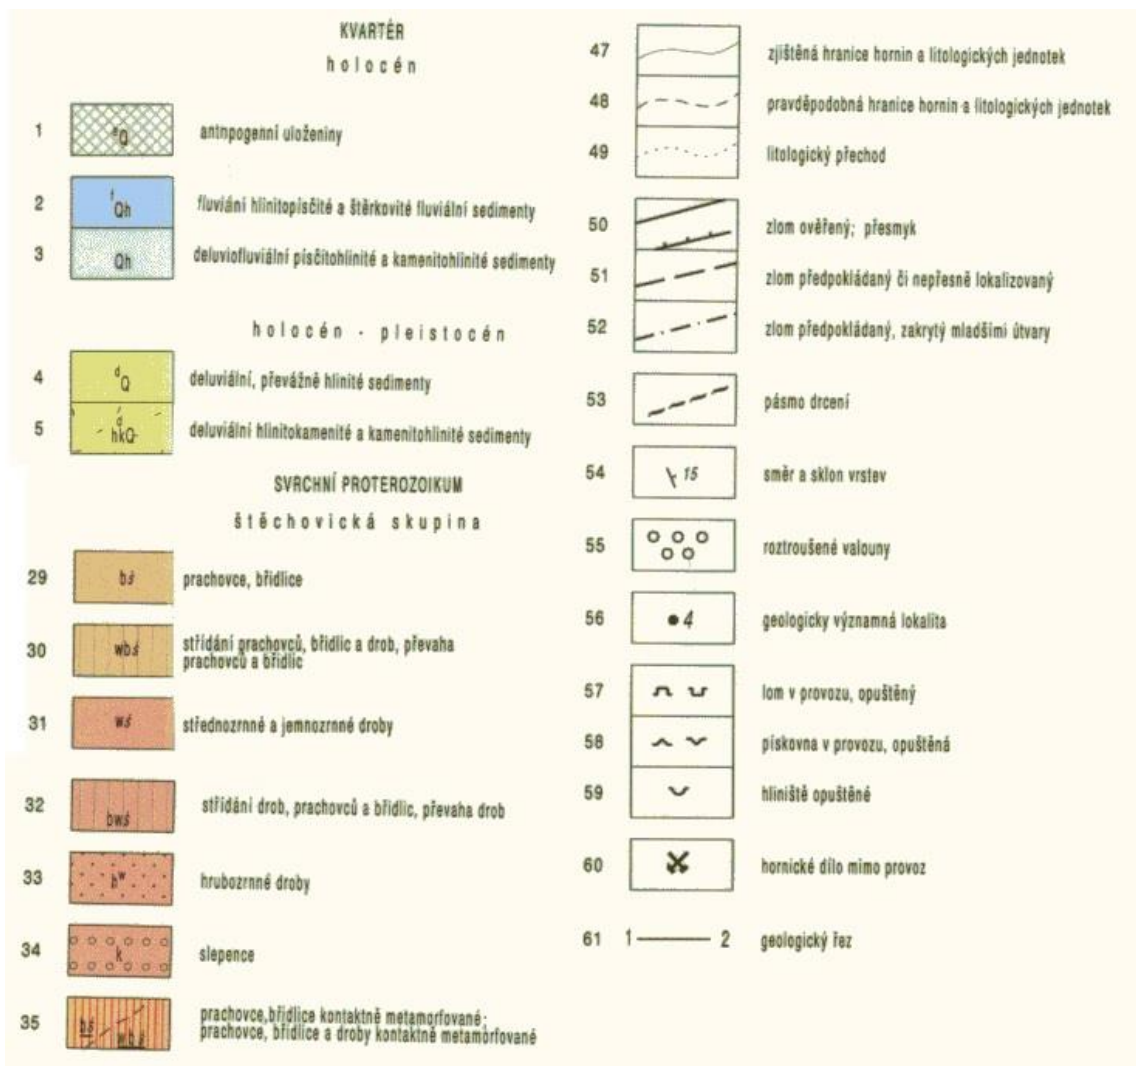 KVARTÉR
holocén
1 aQ antnpogenní uloženiny
2 f Qh fluviání hlinitopísčité a štěrkovité fluviální sedimenty
3 Qh deluviofluviální písčitohlinité a kamenitohlinité sedimenty
holocén - pleistocén
4 d Q deluviální, převážně hlinité sedimenty
5 d hkQ deluviální hlinitokamenité a kamenitohlinité sedimenty
SVRCHNÍ PROTEROZOIKUM
štěchovická skupina
29 bš prachovce, břidlice
30 wbš střídání prachovců, břidlic a drob, převaha
prachovců a břidlic
31 wš střednozrnné a jemnozrnné droby
32 bwš střídání drob, prachovců a břidlic, převaha drob
33 hw hrubozrnné droby
34 k slepence
35 bš wbš prachovce,břidlice kontaktně metamorfované;
prachovce, břidlice a droby kontaktně metamorfované
47 zjištěná hranice hornin a litologických jednotek
48 pravděpodobná hranice hornin a litologických jednotek
49 litologický přechod
50 zlom ověřený; přesmyk
51 zlom předpokládaný či nepřesně lokalizovaný
52 zlom předpokládaný, zakrytý mladšími útvary
53 pásmo drcení
54 15 směr a sklon vrstev
55 roztroušené valouny
56 4 geologicky významná lokalita
57 lom v provozu, opuštěný
58 pískovna v provozu, opuštěná
59 hliniště opuštěné
60 hornické dílo mimo provoz
61 1 2 geologický řez